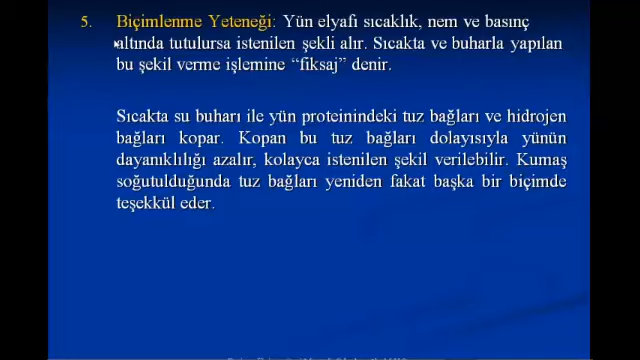 5. Biçimlenme Yeteneği: Yün elyafı sıcaklık, nem ve basınç
altında tutulursa istenilen şekli alır. Sıcakta ve buharla yapılan
bu şekil verme işlemine “fiksaj” denir.
Sıcakta su buharı ile yün proteinindeki tuz bağları ve hidrojen
bağları kopar. Kopan bu tuz bağları dolayısıyla yünün
dayanıklılığı azalır, kolayca istenilen şekil verilebilir. Kumaş
soğutulduğunda tuz bağları yeniden fakat başka bir biçimde
teşekkül eder.